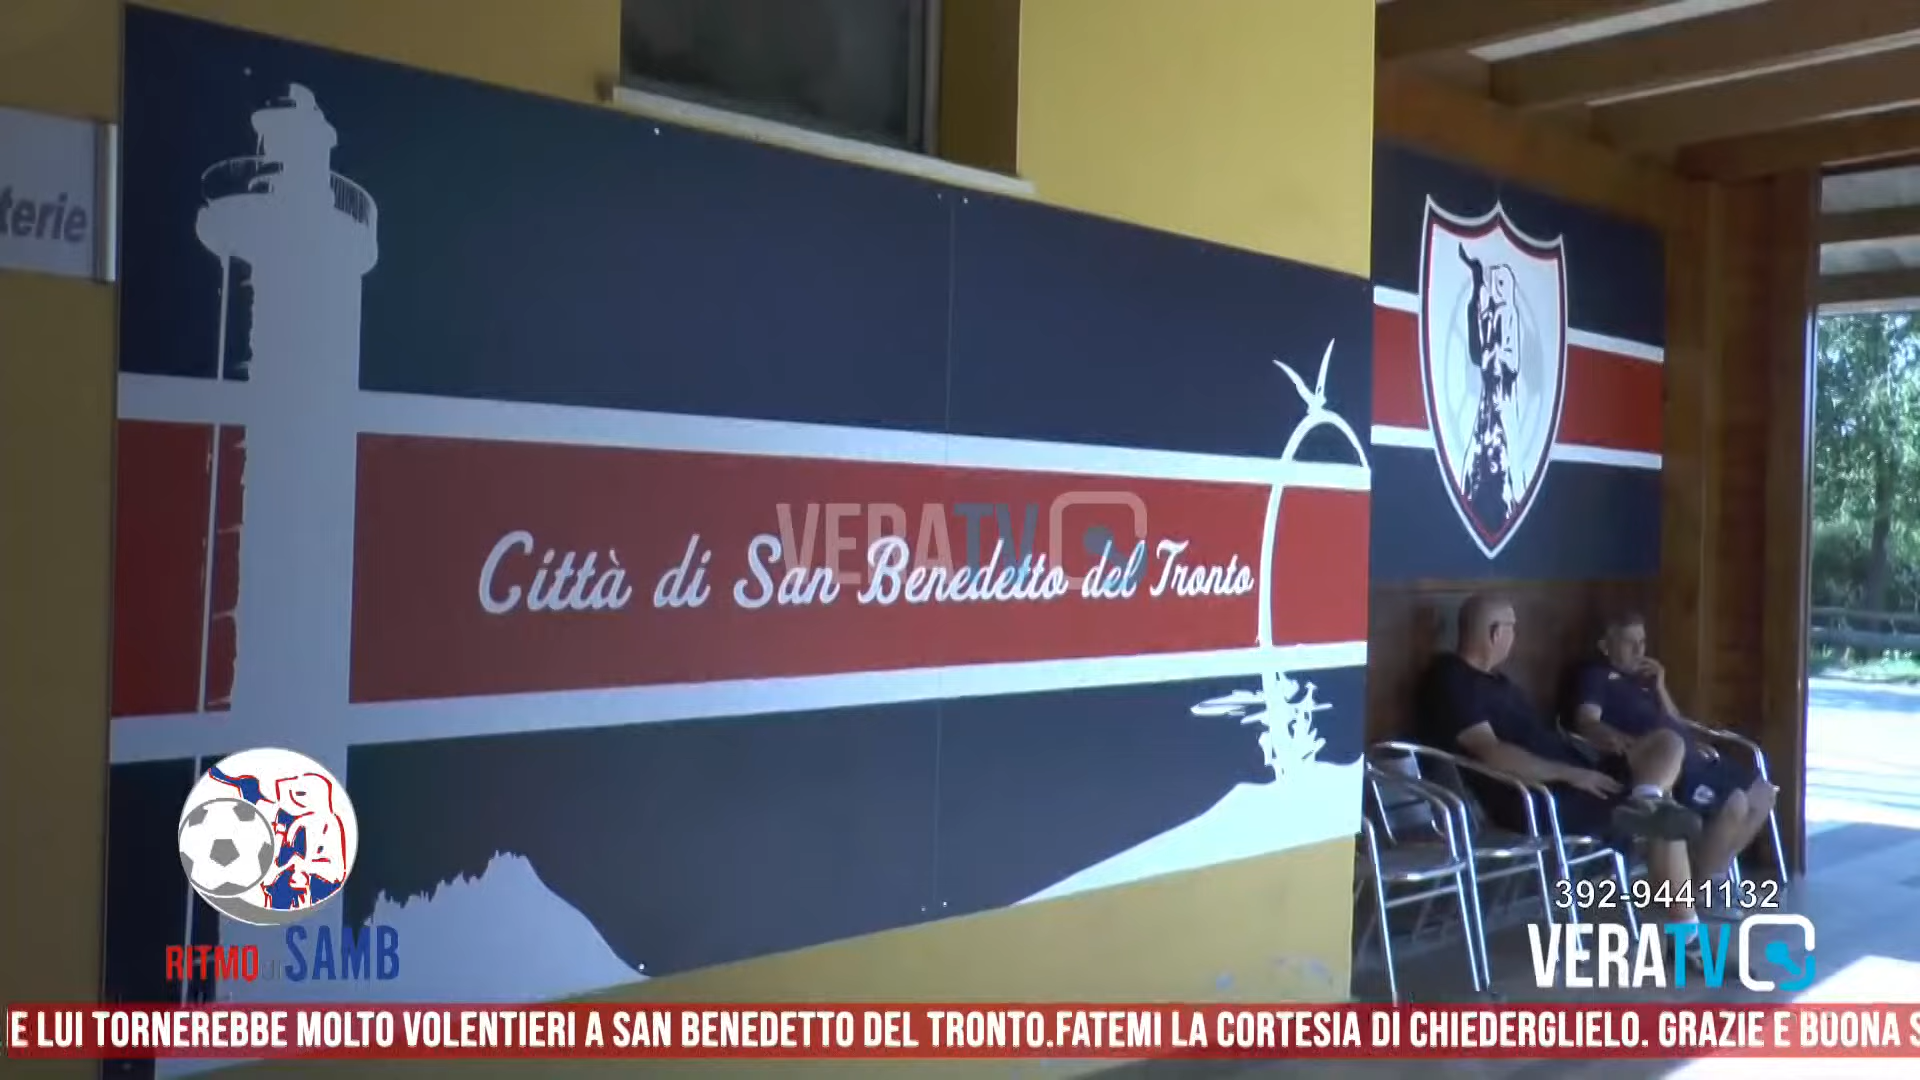 terie
VERATV
Città di San Benedetto del Tronto
392-9441132
RITMO di SAMB
VERATV
E LUI TORNEREBBE MOLTO VOLENTIERI A SAN BENEDETTO DEL TRONTO.FATEMI LA CORTESIA DI CHIEDERGLIELO. GRAZIE E BUONA S